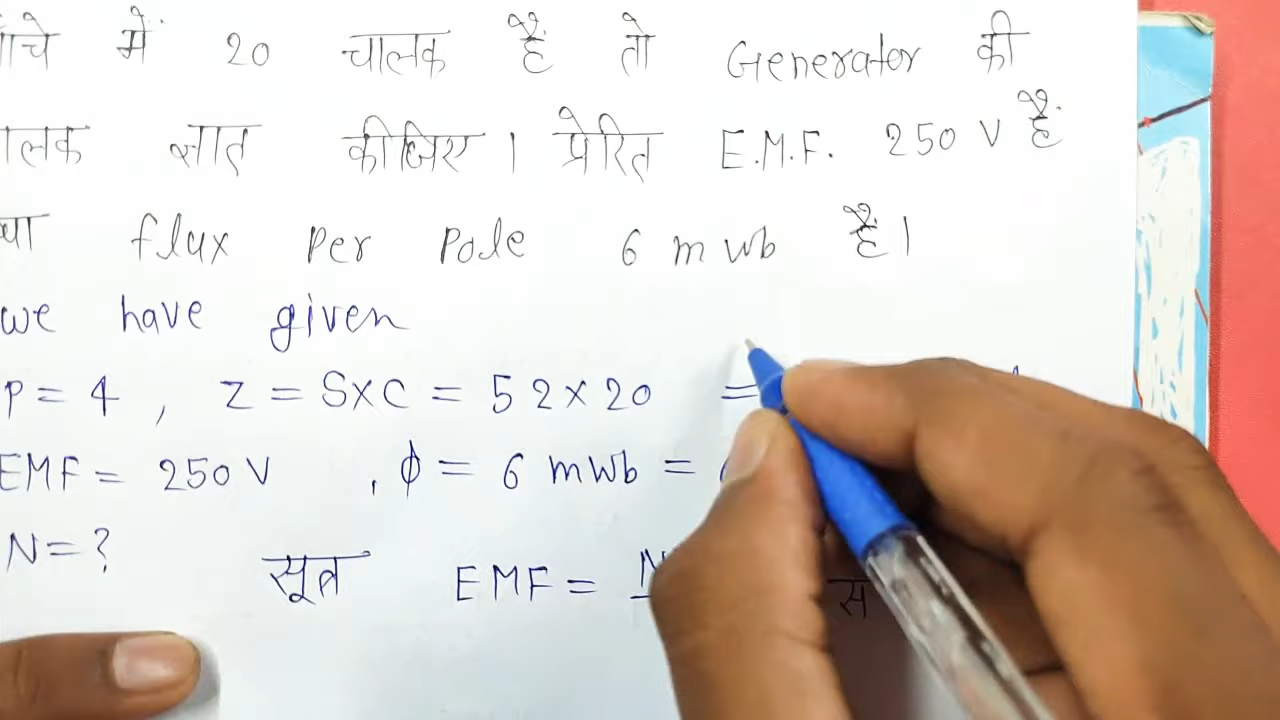 में 20 चालक हैं तो Generator की
ज्ञात कीजिए । प्रेरित E.M.F. 250 V हैं
flux Per Pole 6 mwb हैं।
we have given
P = 4 , Z = S×C = 52×20 =
EMF = 250 V , ϕ = 6 mwb =
N = ?
सूत्र EMF =